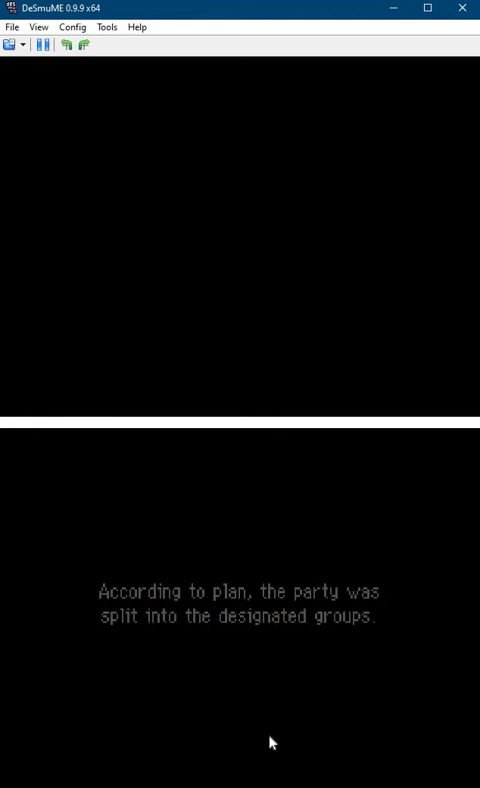 DeSmuME 0.9.9 x64
File View Config Tools Help
According to plan, the party was
split into the designated groups.